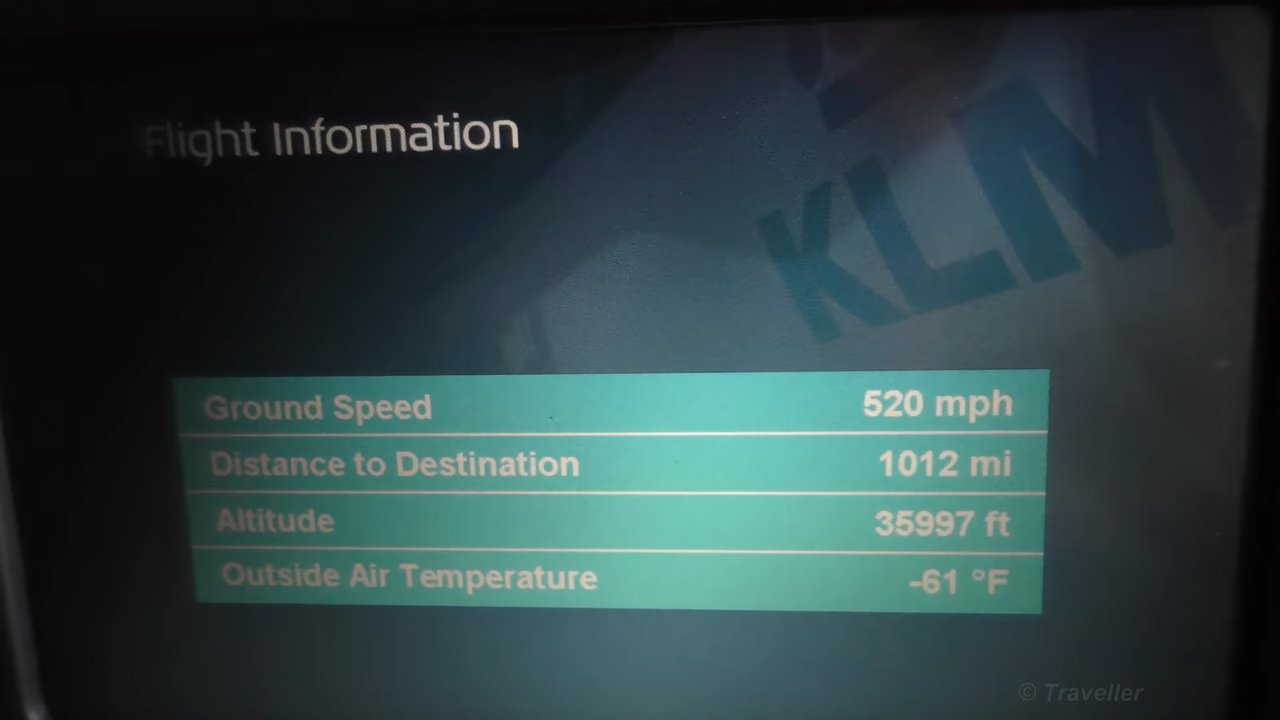 Flight Information
KLM
Ground Speed 520 mph
Distance to Destination 1012 mi
Altitude 35997 ft
Outside Air Temperature -61 °F
© Traveller